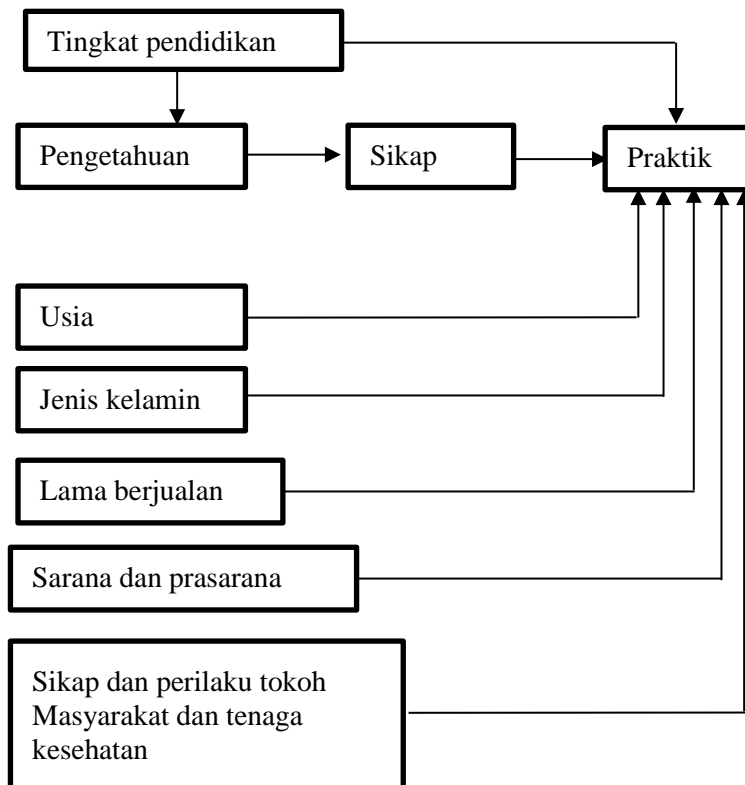 Tingkat pendidikan
Pengetahuan
Sikap
Praktik
Usia
Jenis kelamin
Lama berjualan
Sarana dan prasarana
Sikap dan perilaku tokoh
Masyarakat dan tenaga
kesehatan